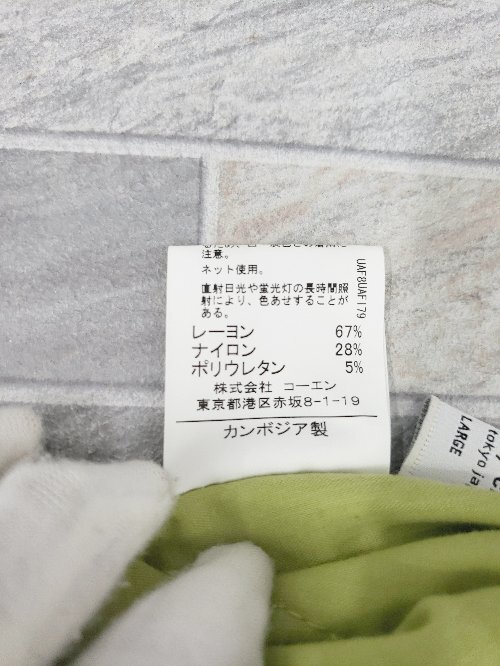 注意。
ネット使用。
直射日光や蛍光灯の長時間照
射により、色あせすることが
ある。
レーヨン 67%
ナイロン 28%
ポリウレタン 5%
株式会社 コーエン
東京都港区赤坂8-1-19
カンボジア製
UAF8UAF179
tokyo ja
LARGE